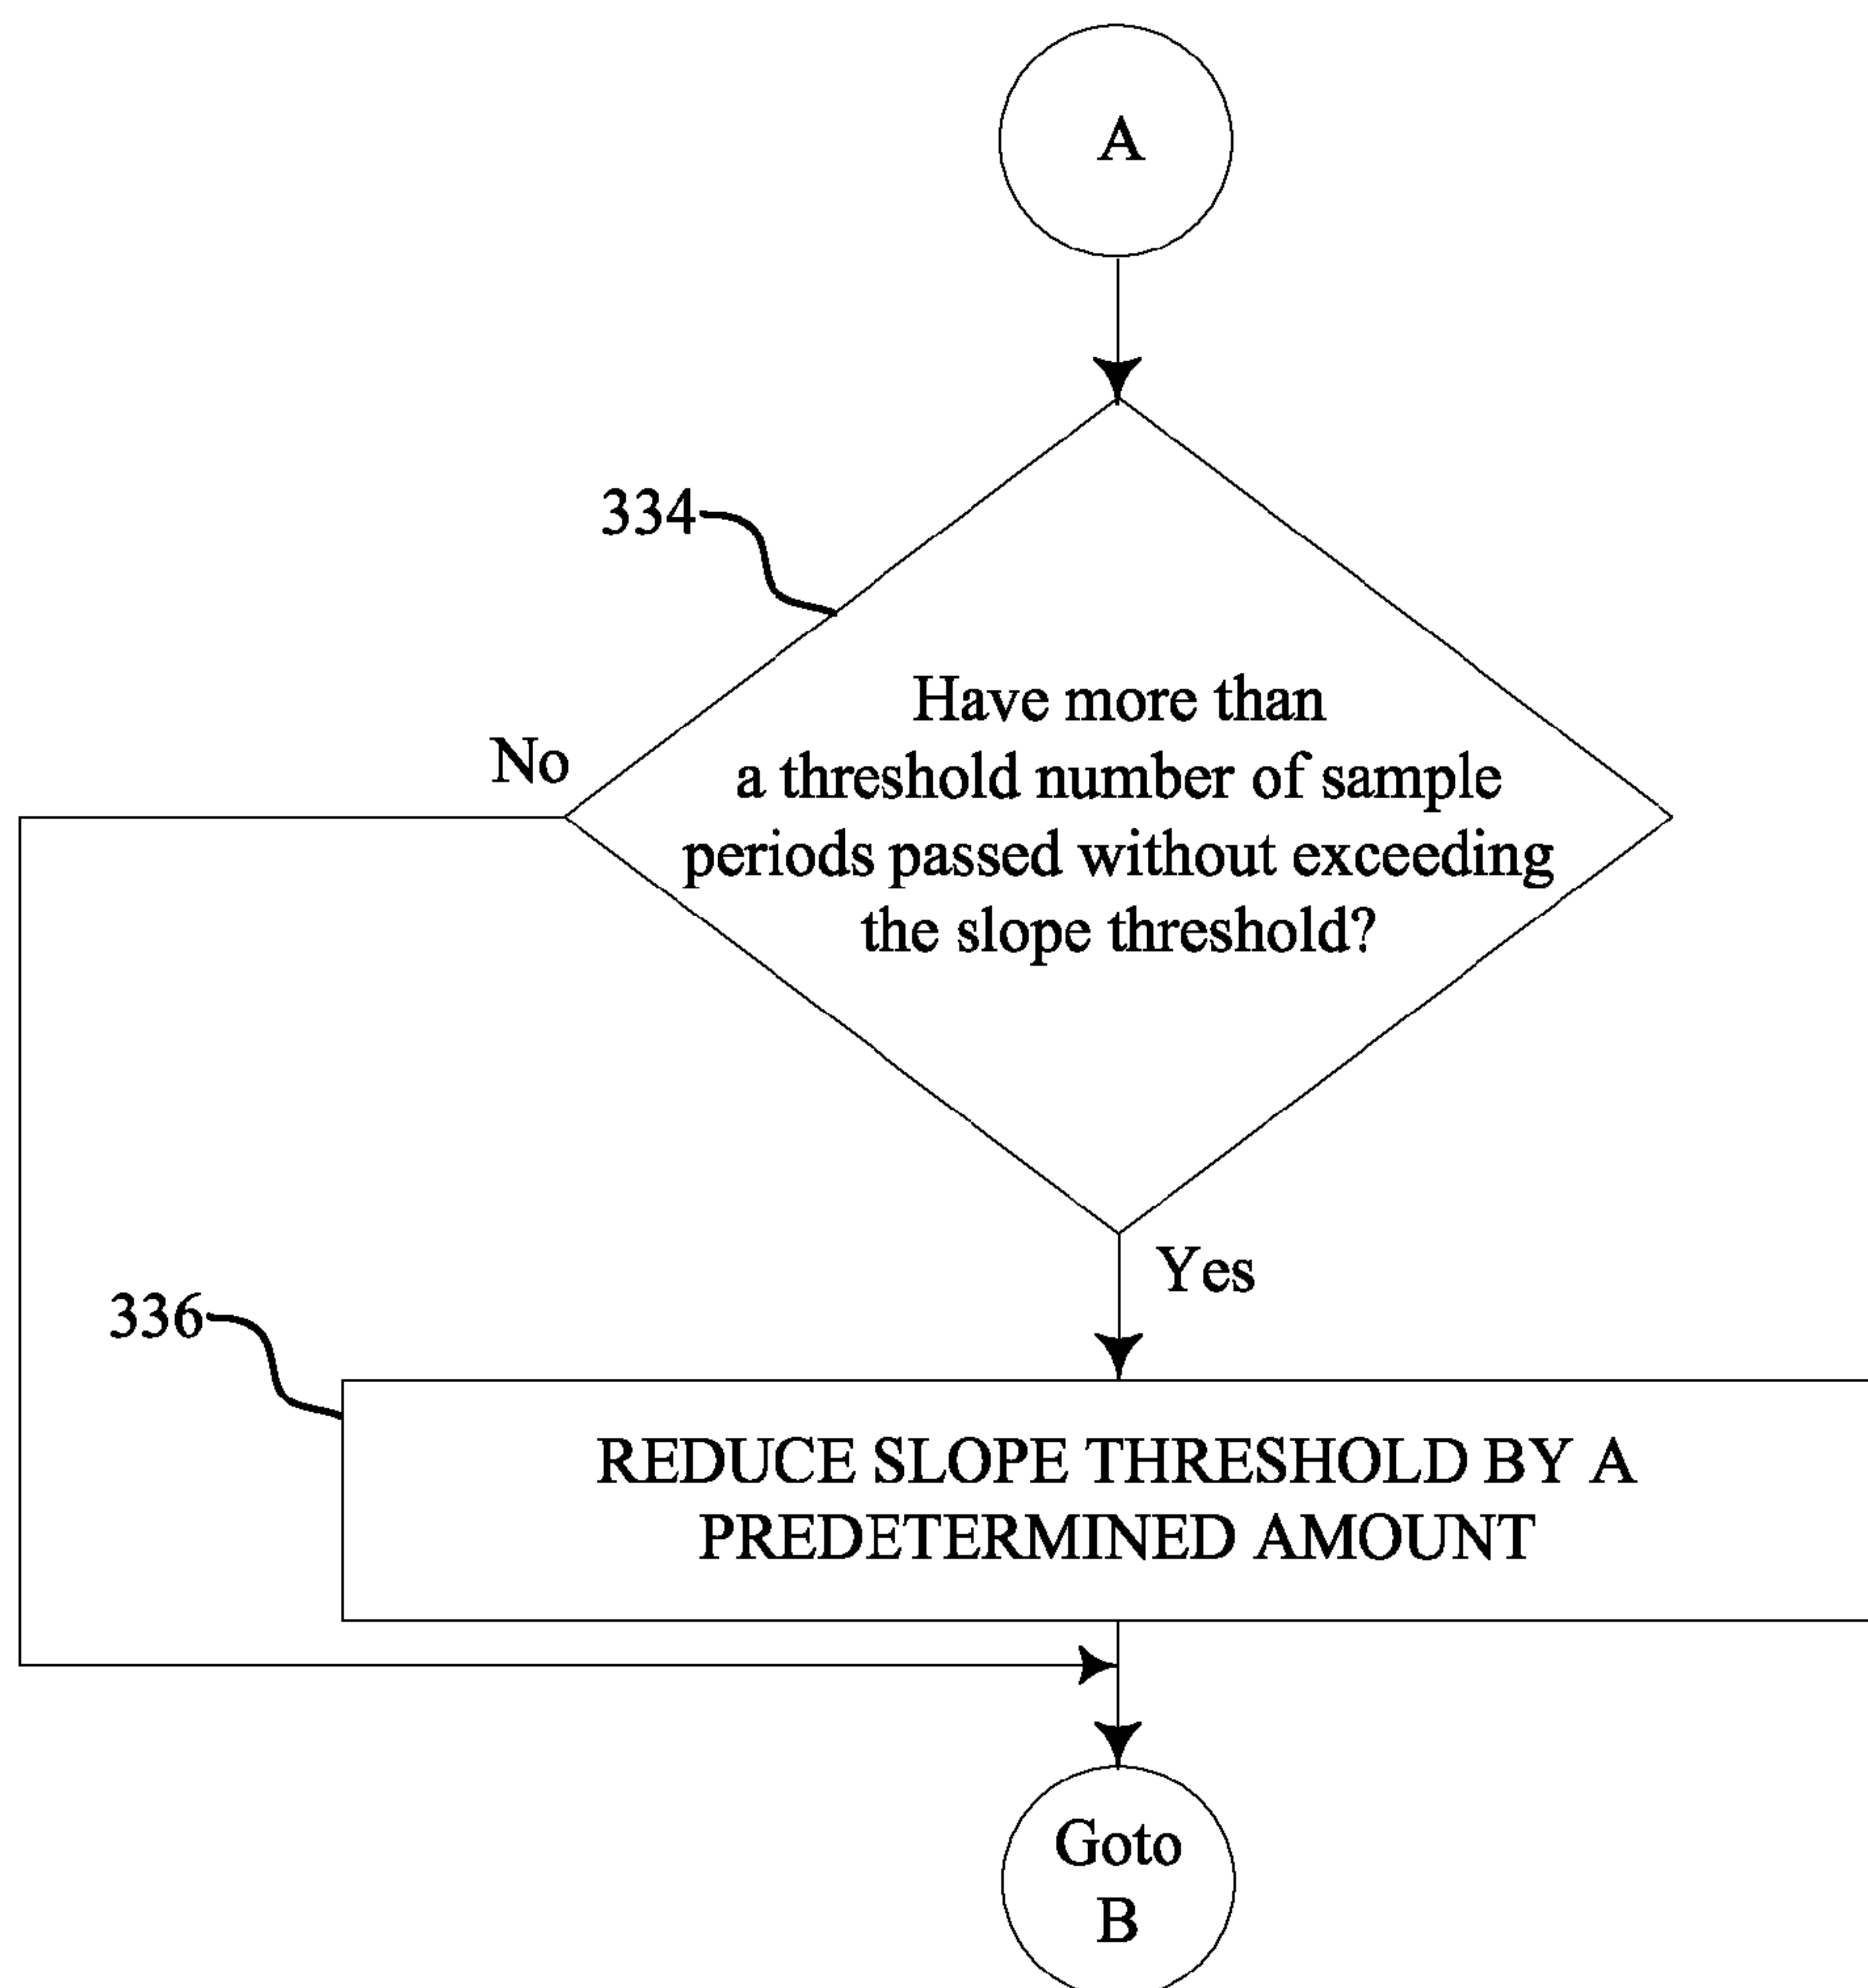 A
334
Have more than
a threshold number of sample
periods passed without exceeding
the slope threshold?
No
Yes
336
REDUCE SLOPE THRESHOLD BY A
PREDETERMINED AMOUNT
Goto
B